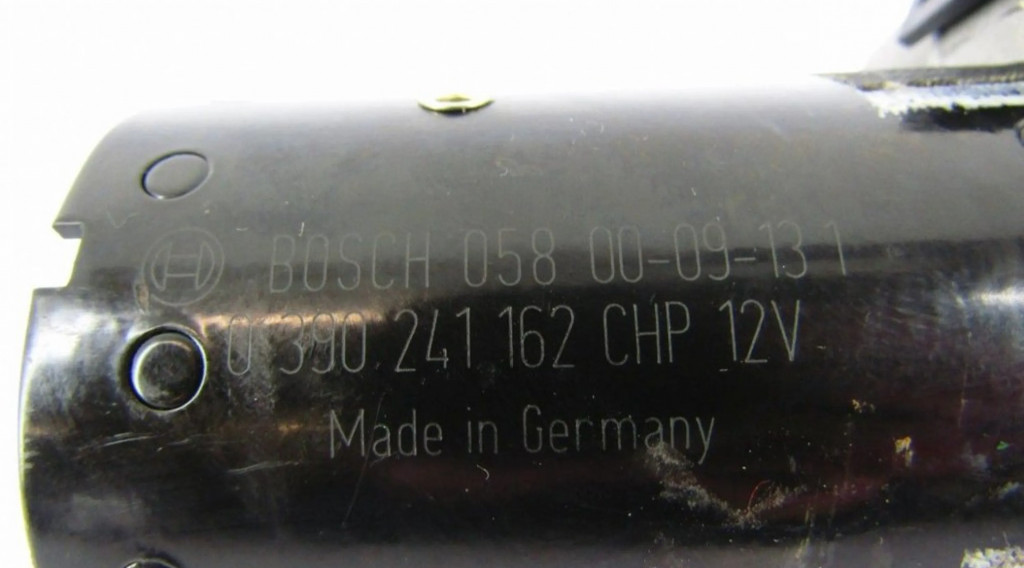 BOSCH 058 00-09-13 1
0 390 241 162 CHP 12V
Made in Germany